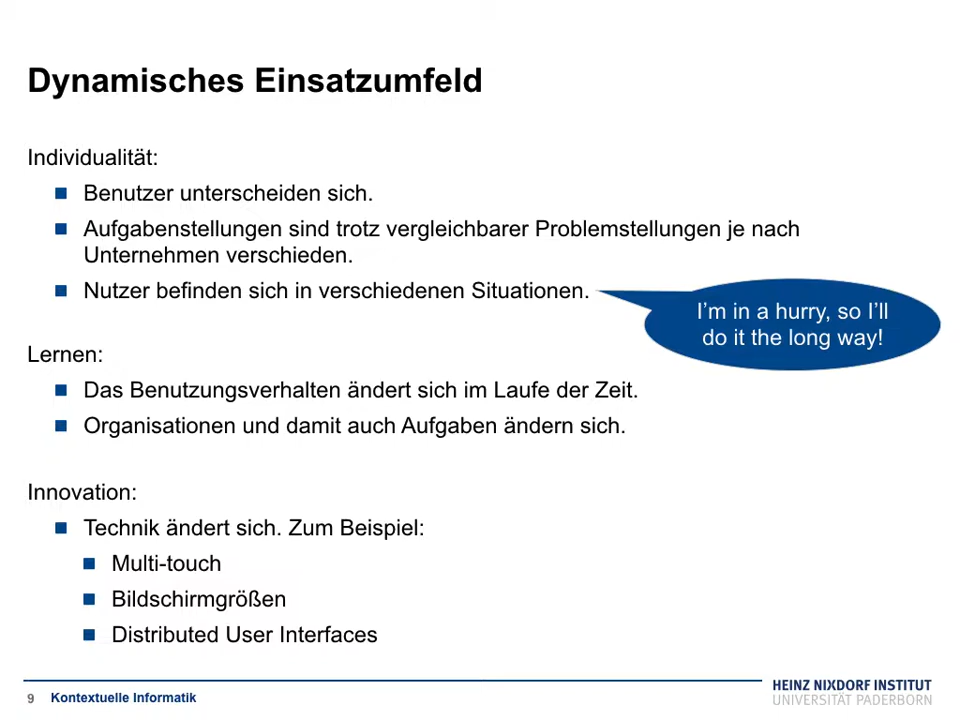 Dynamisches Einsatzumfeld
Individualität:
Benutzer unterscheiden sich.
Aufgabenstellungen sind trotz vergleichbarer Problemstellungen je nach
Unternehmen verschieden.
Nutzer befinden sich in verschiedenen Situationen.
I'm in a hurry, so I'll
do it the long way!
Lernen:
Das Benutzungsverhalten ändert sich im Laufe der Zeit.
Organisationen und damit auch Aufgaben ändern sich.
Innovation:
Technik ändert sich. Zum Beispiel:
Multi-touch
Bildschirmgrößen
Distributed User Interfaces
9 Kontextuelle Informatik
HEINZ NIXDORF INSTITUT
UNIVERSITÄT PADERBORN